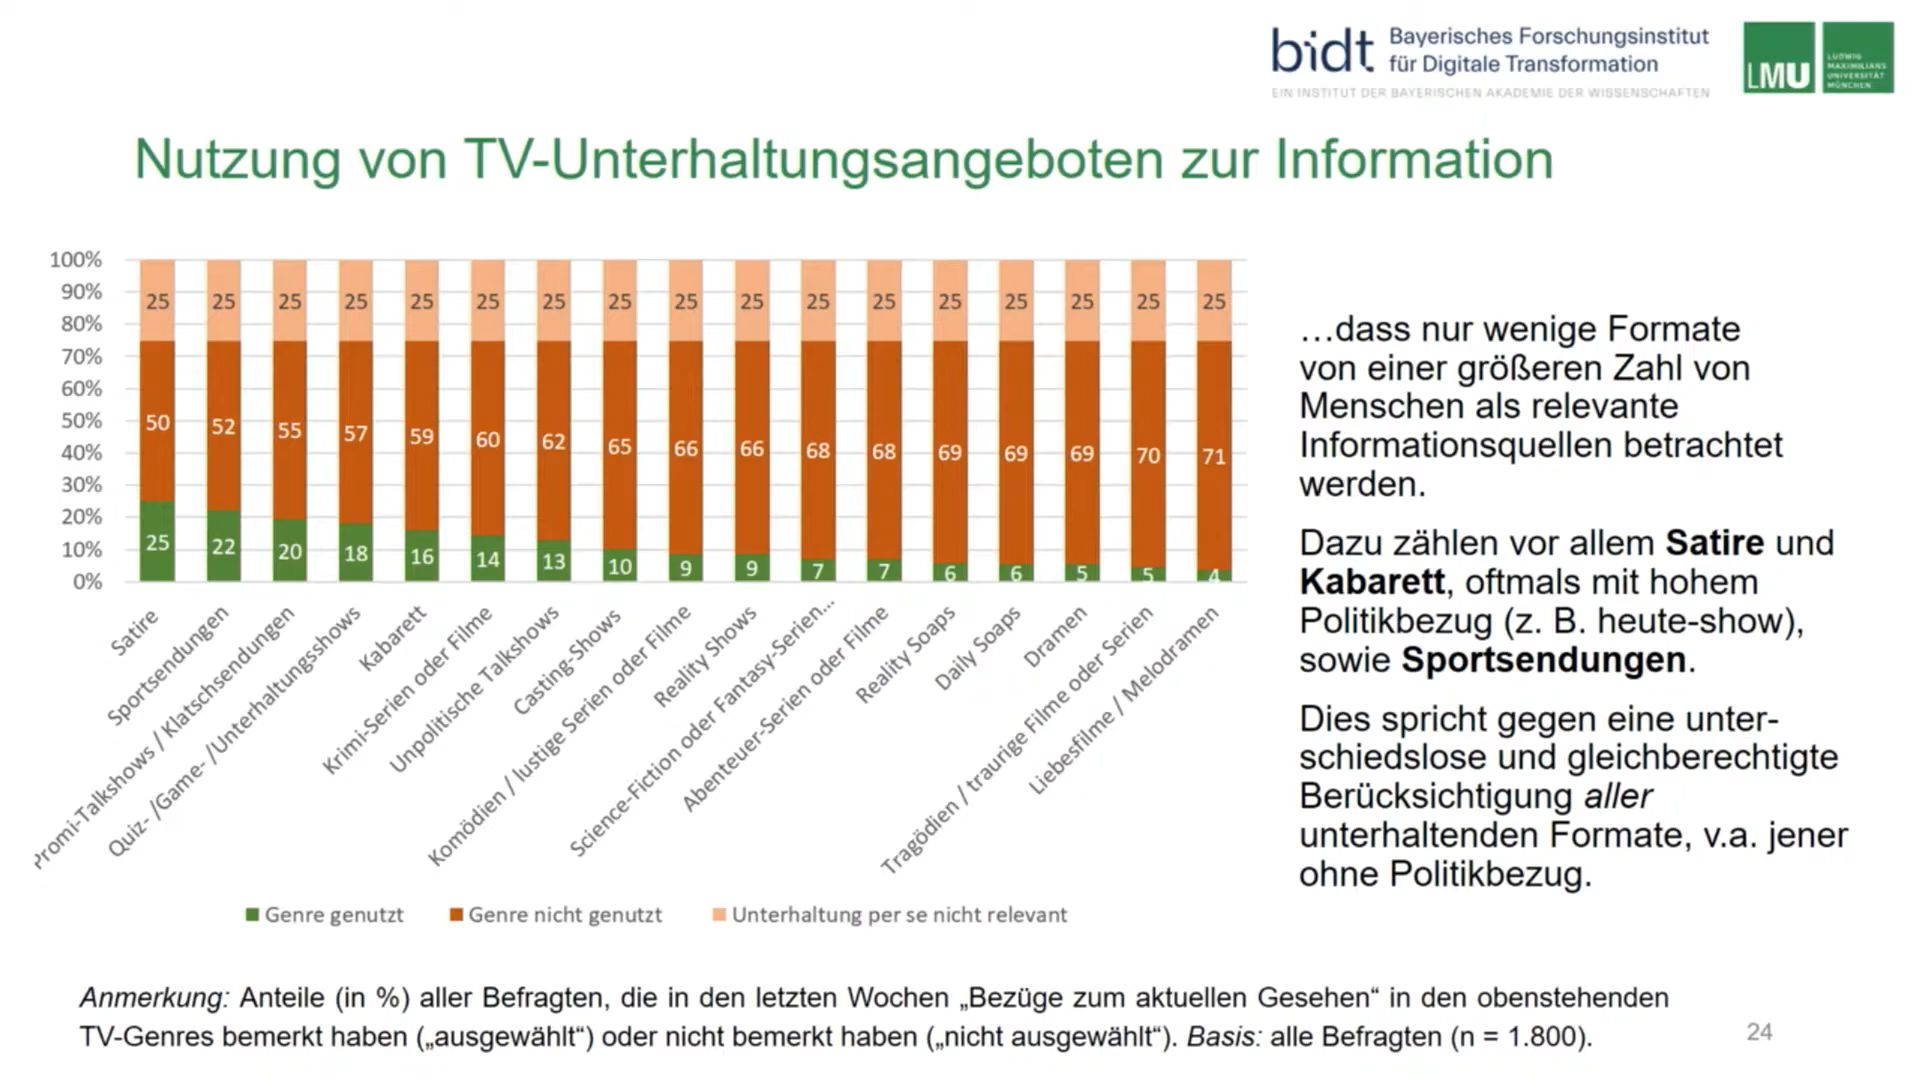 bidt Bayerisches Forschungsinstitut
für Digitale Transformation
EIN INSTITUT DER BAYERISCHEN AKADEMIE DER WISSENSCHAFTEN
LMU
LUDWIG
MAXIMILIANS
UNIVERSITÄT
MÜNCHEN
Nutzung von TV-Unterhaltungsangeboten zur Information
100%
90%
80%
70%
60%
50%
40%
30%
20%
10%
0%
25 25 25 25 25 25 25 25 25 25 25 25 25 25 25 25 25
50 52 55 57 59 60 62 65 66 66 68 68 69 69 69 70 71
25 22 20 18 16 14 13 10 9 9 7 7 6 6 5 5 4
Satire
Sportsendungen
Promi-Talkshows / Klatschsendungen
Quiz- /Game- /Unterhaltungsshows
Kabarett
Krimi-Serien oder Filme
Unpolitische Talkshows
Casting-Shows
Komödien / lustige Serien oder Filme
Reality Shows
Science-Fiction oder Fantasy-Serien...
Abenteuer-Serien oder Filme
Reality Soaps
Daily Soaps
Dramen
Tragödien / traurige Filme oder Serien
Liebesfilme / Melodramen
Genre genutzt
Genre nicht genutzt
Unterhaltung per se nicht relevant
…dass nur wenige Formate
von einer größeren Zahl von
Menschen als relevante
Informationsquellen betrachtet
werden.
Dazu zählen vor allem Satire und
Kabarett, oftmals mit hohem
Politikbezug (z. B. heute-show),
sowie Sportsendungen.
Dies spricht gegen eine unter-
schiedslose und gleichberechtigte
Berücksichtigung aller
unterhaltenden Formate, v.a. jener
ohne Politikbezug.
Anmerkung: Anteile (in %) aller Befragten, die in den letzten Wochen „Bezüge zum aktuellen Gesehen“ in den obenstehenden
TV-Genres bemerkt haben („ausgewählt“) oder nicht bemerkt haben („nicht ausgewählt“). Basis: alle Befragten (n = 1.800).
24